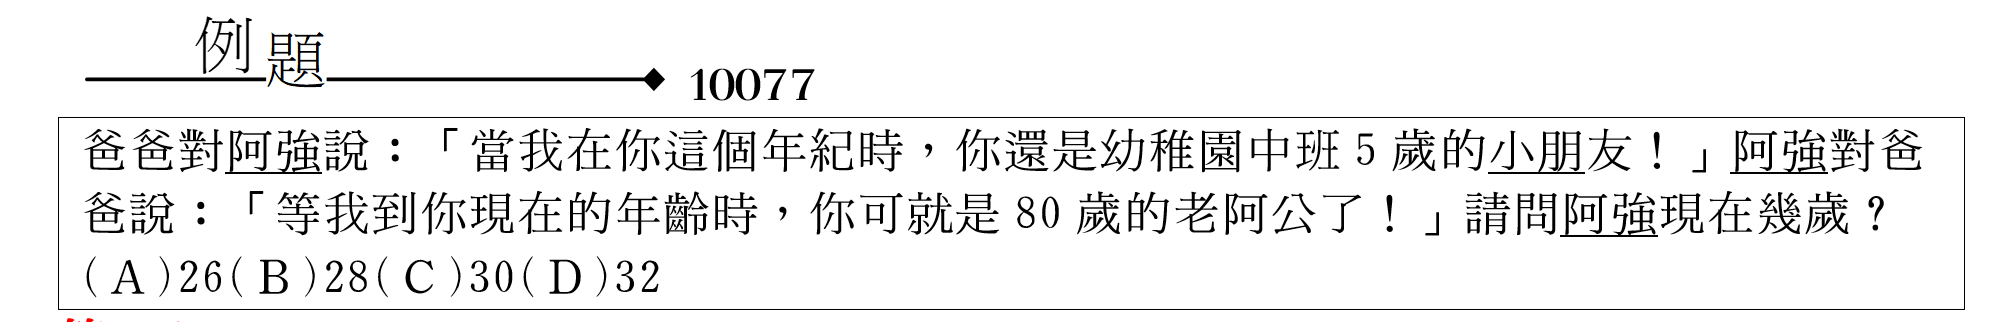 例題
10077
爸爸對阿強說：「當我在你這個年紀時，你還是幼稚園中班 5 歲的小朋友！」阿強對爸
爸說：「等我到你現在的年齡時，你可就是 80 歲的老阿公了！」請問阿強現在幾歲？
(A)26(B)28(C)30(D)32